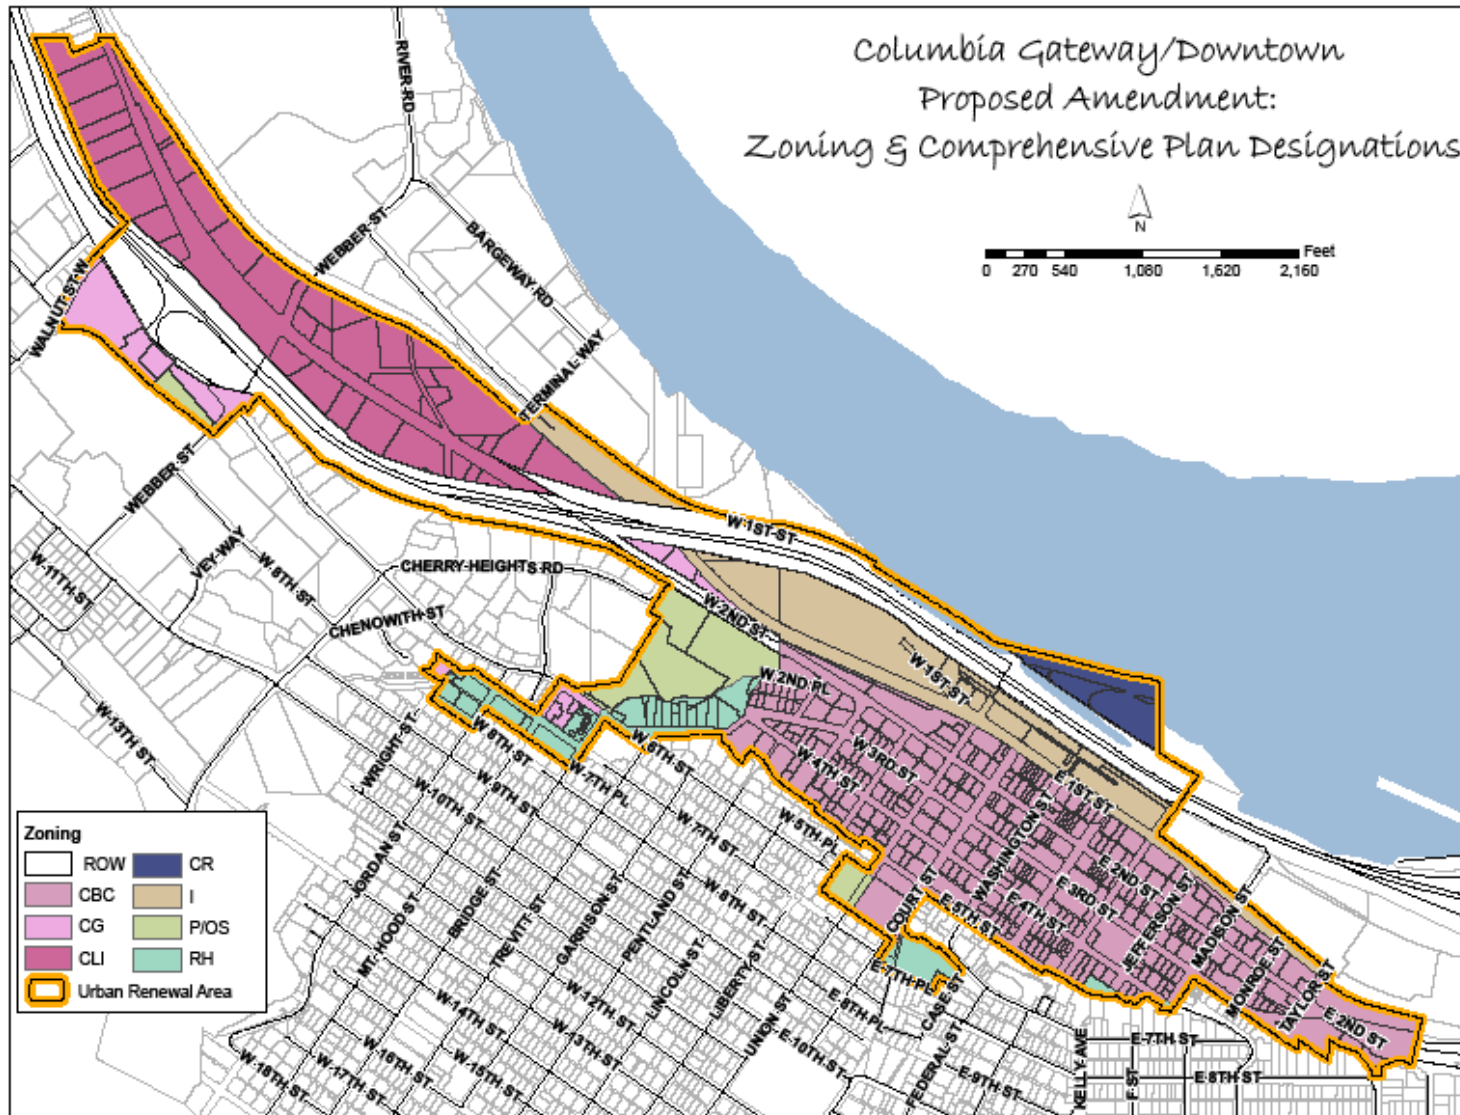 Columbia Gateway/Downtown
Proposed Amendment:
Zoning & Comprehensive Plan Designations
N
Feet
0 270 540 1,080 1,620 2,160
RIVER RD
WEBBER ST
BARGEWAY RD
TERMINAL WAY
WALNUT ST W
WEBBER ST
W 1ST ST
VEY WAY
W 8TH ST
W 11TH ST
CHERRY HEIGHTS RD
CHENOWITH ST
W 2ND ST
W 1ST ST
W 2ND PL
W 13TH ST
WRIGHT ST
W 8TH ST
W 7TH PL
W 6TH ST
W 3RD ST
W 4TH ST
E 1ST ST
W 10TH ST
W 9TH ST
W 5TH PL
W 7TH ST
WASHINGTON ST
JORDAN ST
MT HOOD ST
BRIDGE ST
TREVITT ST
GARRISON ST
PENTLAND ST
W 8TH ST
COURT ST
E 2ND ST
E 3RD ST
E 4TH ST
E 5TH ST
JEFFERSON ST
MADISON ST
LINCOLN ST
LIBERTY ST
UNION ST
E 7TH PL
CASE ST
MONROE ST
TAYLOR ST
E 2ND ST
W 12TH ST
W 13TH ST
W 14TH ST
W 15TH ST
W 16TH ST
W 17TH ST
W 18TH ST
E 8TH PL
E 10TH ST
FEDERAL ST
E 9TH ST
KELLY AVE
F ST
E 7TH ST
E 8TH ST
Zoning
ROW CR
CBC I
CG P/OS
CLI RH
Urban Renewal Area